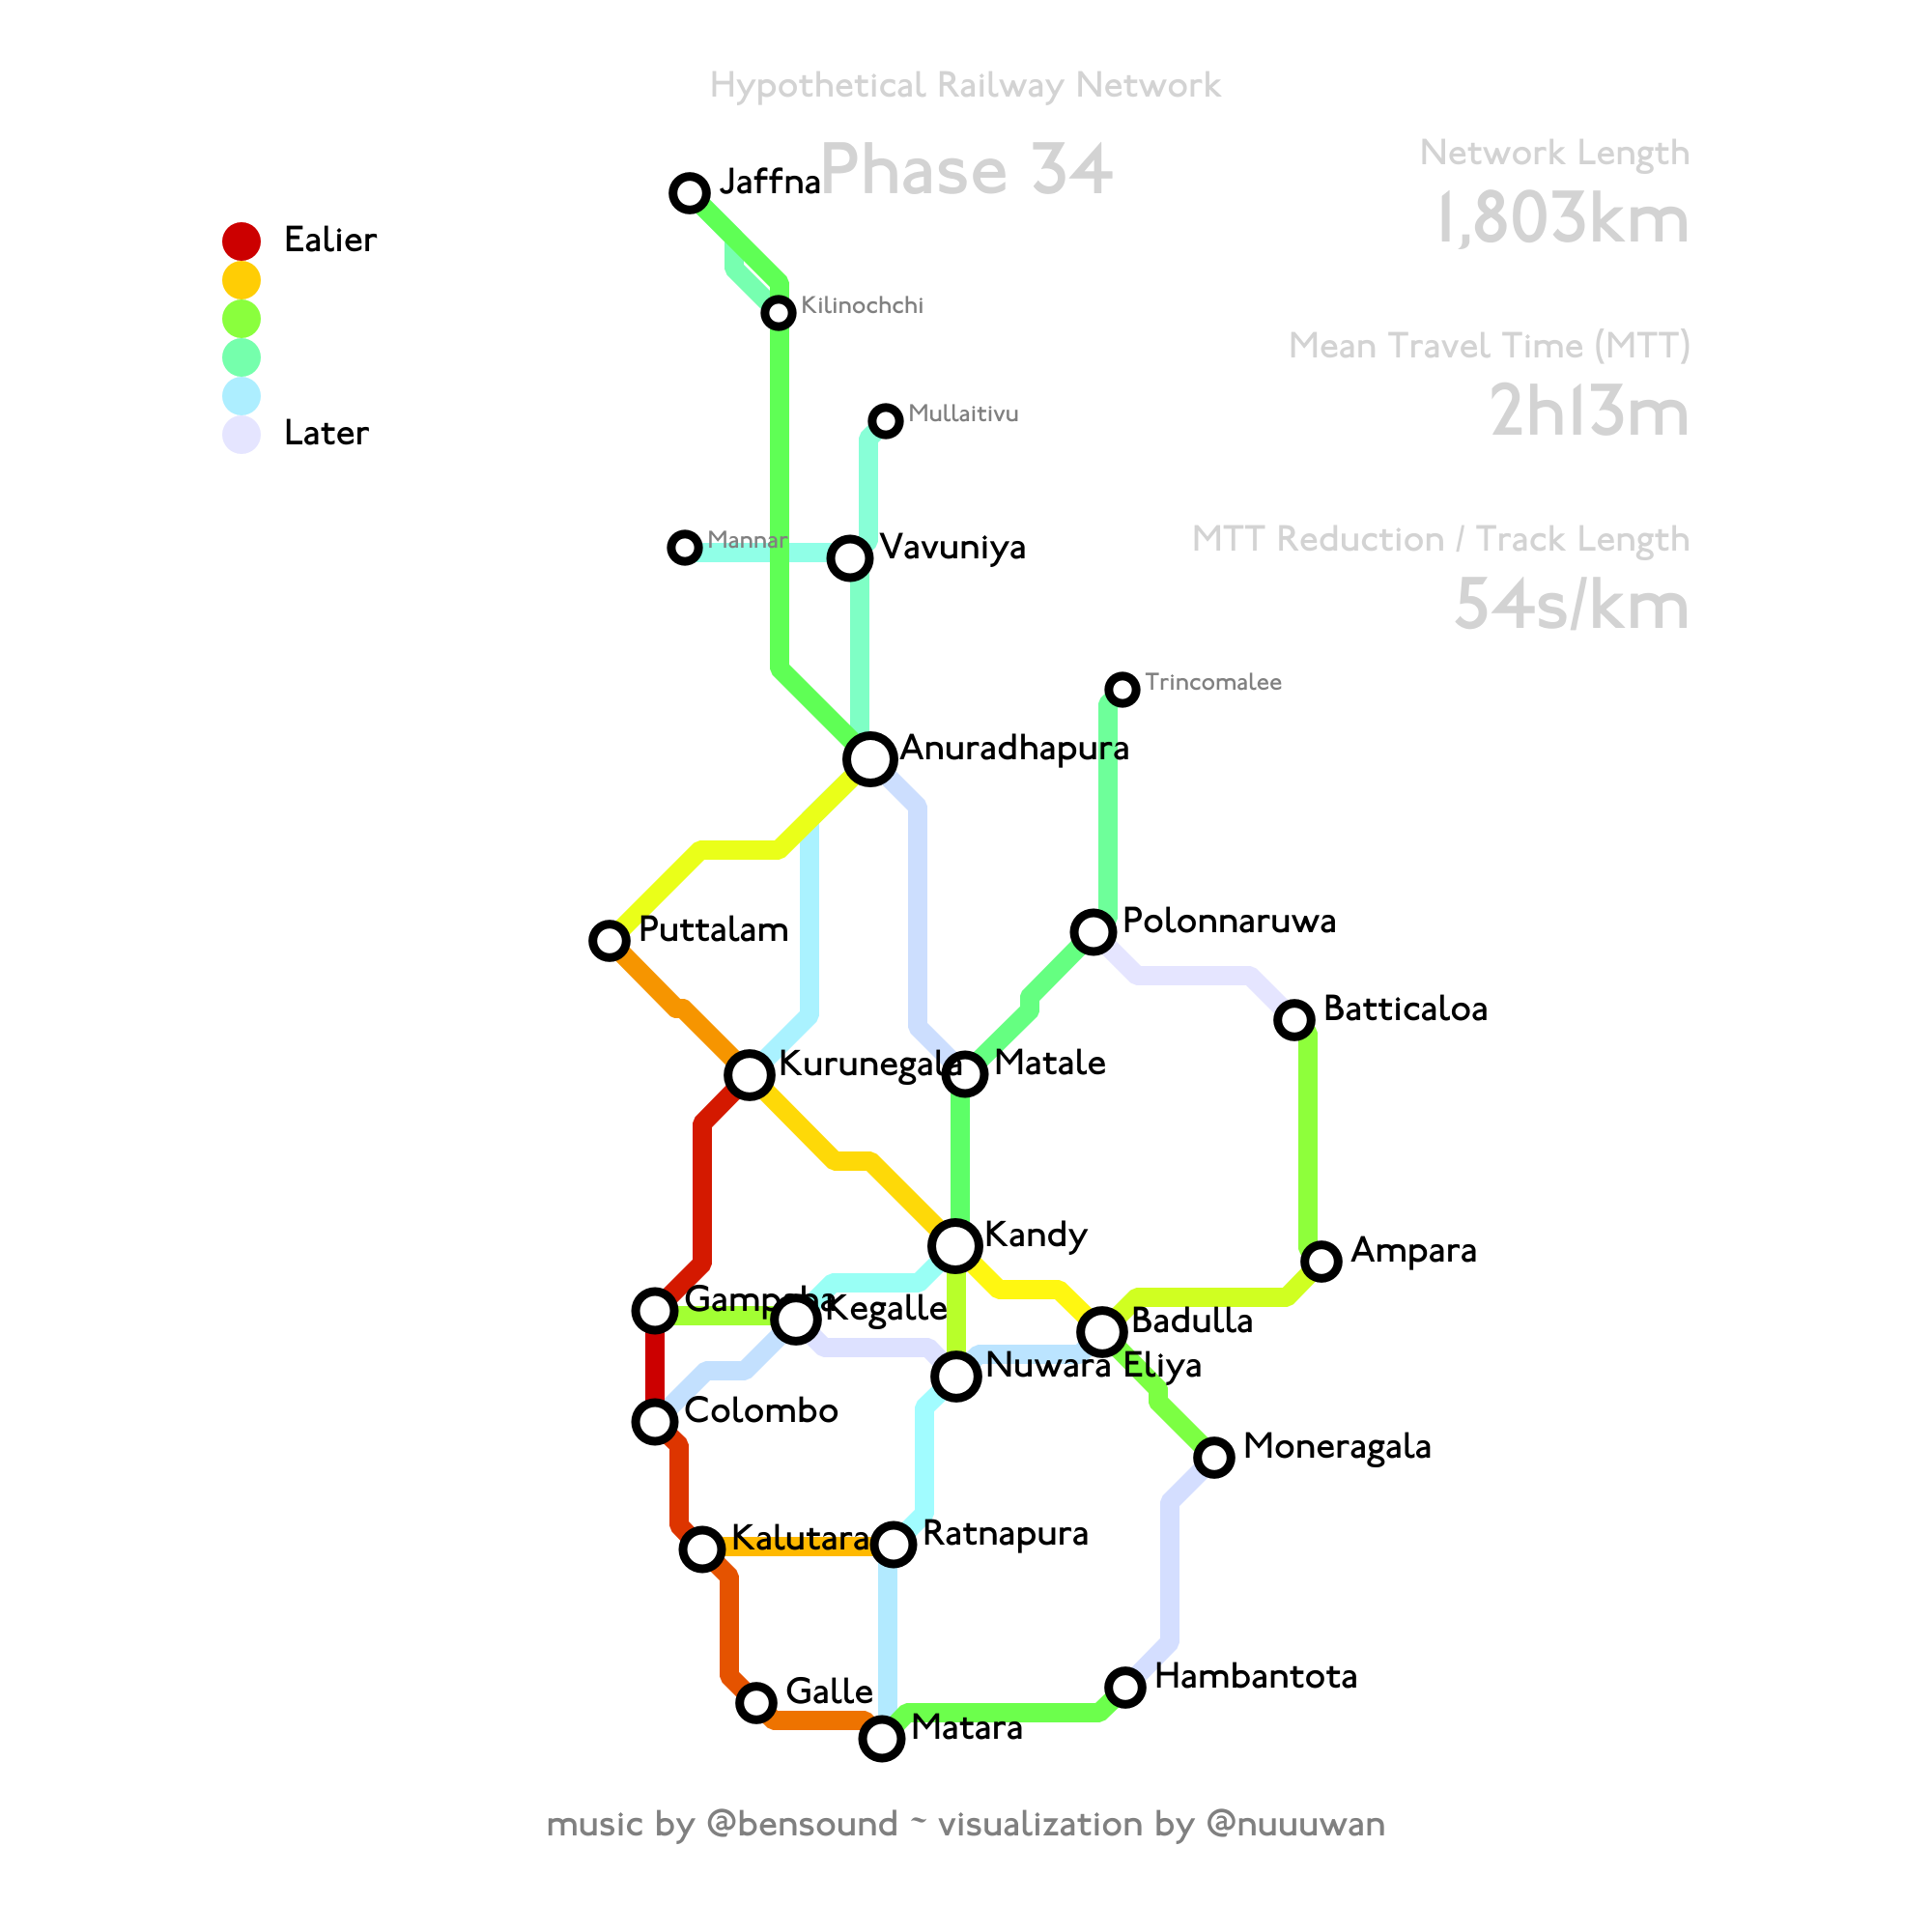 Hypothetical Railway Network
Phase 34
Network Length
1,803km
Mean Travel Time (MTT)
2h13m
MTT Reduction / Track Length
54s/km
Ealier
Later
Jaffna
Kilinochchi
Mullaitivu
Mannar
Vavuniya
Trincomalee
Anuradhapura
Puttalam
Polonnaruwa
Batticaloa
Kurunegala
Matale
Kandy
Ampara
Gampaha
Kegalle
Badulla
Nuwara Eliya
Colombo
Moneragala
Kalutara
Ratnapura
Galle
Hambantota
Matara
music by @bensound ~ visualization by @nuuuwan